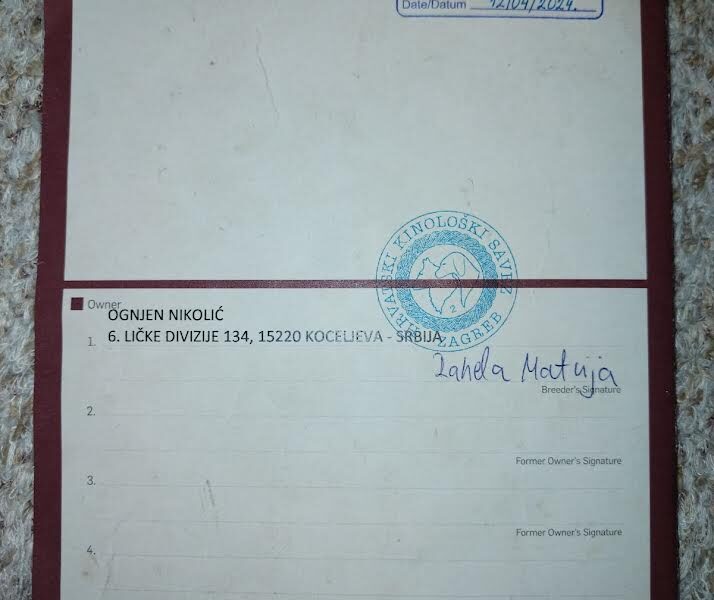 Date/Datum 12/04/2024.
HRVATSKI KINOLOŠKI SAVEZ
2
ZAGREB
Owner
OGNJEN NIKOLIĆ
1. 6. LIČKE DIVIZIJE 134, 15220 KOCELJEVA - SRBIJA
Matija
Breeder's Signature
2.
Former Owner's Signature
3.
Former Owner's Signature
4.